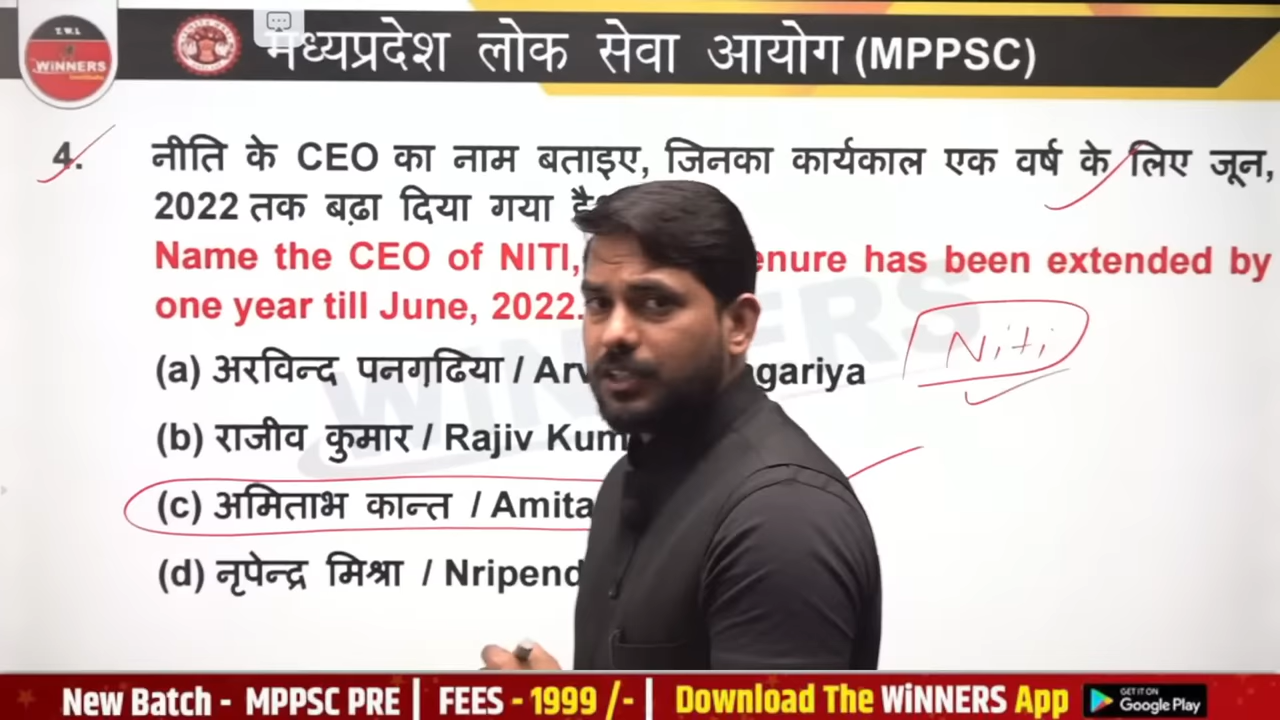 T.W.I.
WiNNERS
मध्यप्रदेश लोक सेवा आयोग (MPPSC)
4. नीति के CEO का नाम बताइए, जिनका कार्यकाल एक वर्ष के लिए जून,
2022 तक बढ़ा दिया गया है
Name the CEO of NITI, enure has been extended by
one year till June, 2022.
Niti
(a) अरविन्द पनगढ़िया / Arv gariya
(b) राजीव कुमार / Rajiv Kum
(c) अमिताभ कान्त / Amita
(d) नृपेन्द्र मिश्रा / Nripend
WINNERS
New Batch - MPPSC PRE | FEES - 1999 /- | Download The WiNNERS App GET IT ON Google Play